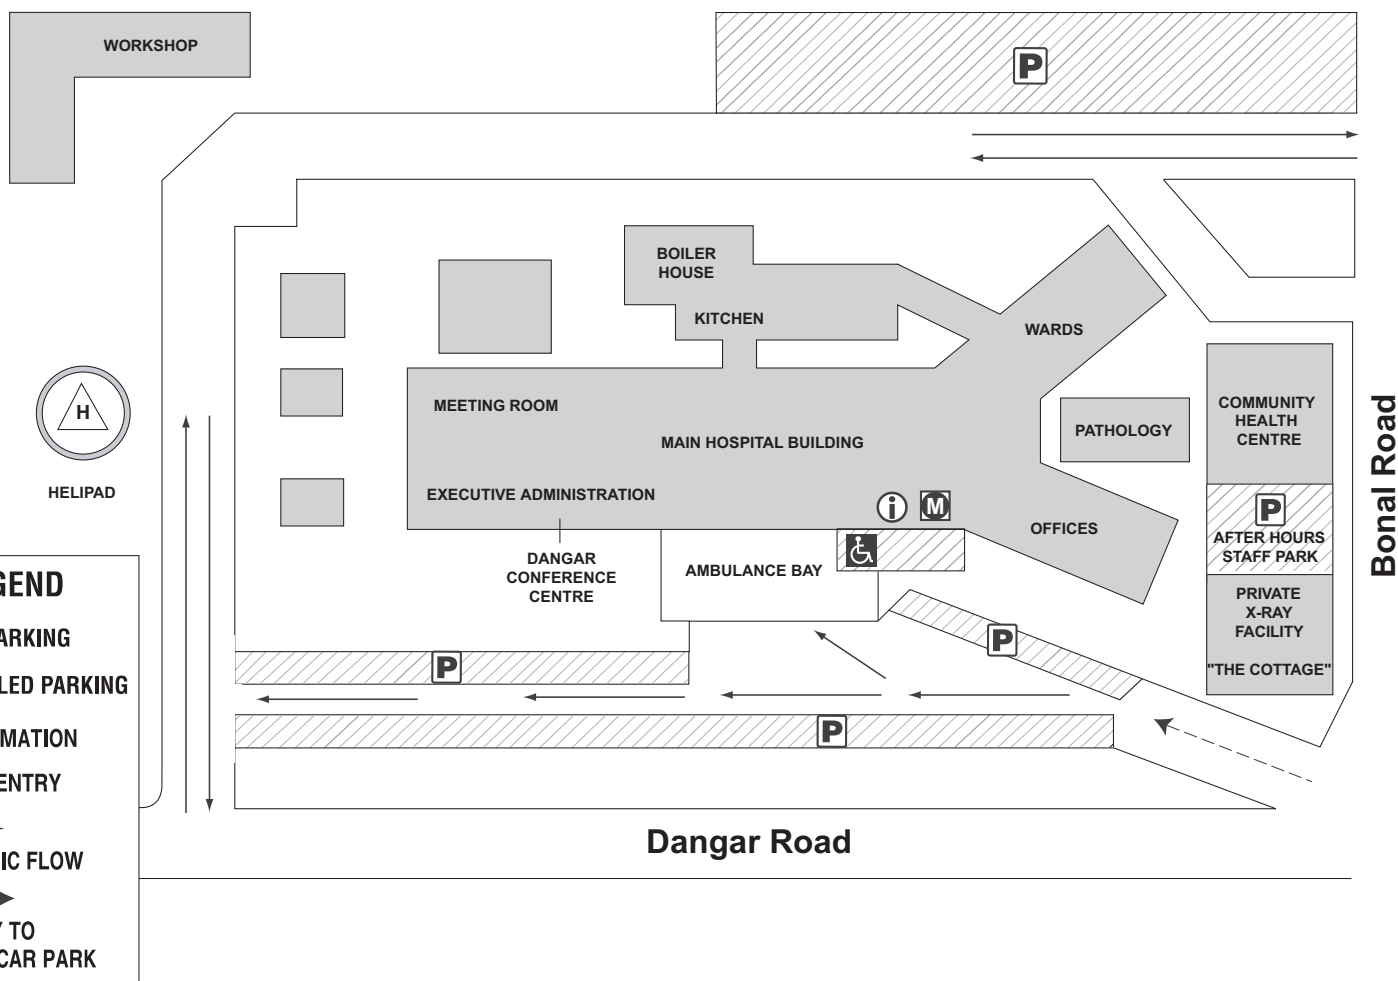 WORKSHOP
P
BOILER
HOUSE
KITCHEN
WARDS
MEETING ROOM
MAIN HOSPITAL BUILDING
PATHOLOGY
COMMUNITY
HEALTH
CENTRE
Bonal Road
H
HELIPAD
EXECUTIVE ADMINISTRATION
i
M
OFFICES
P
AFTER HOURS
STAFF PARK
DANGAR
CONFERENCE
CENTRE
AMBULANCE BAY
PRIVATE
X-RAY
FACILITY
"THE COTTAGE"
P
P
P
Dangar Road
GEND
ARKING
LED PARKING
MATION
ENTRY
IC FLOW
TO
CAR PARK